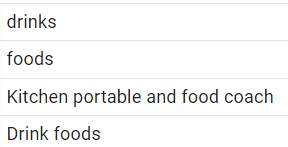 drinks
foods
Kitchen portable and food coach
Drink foods